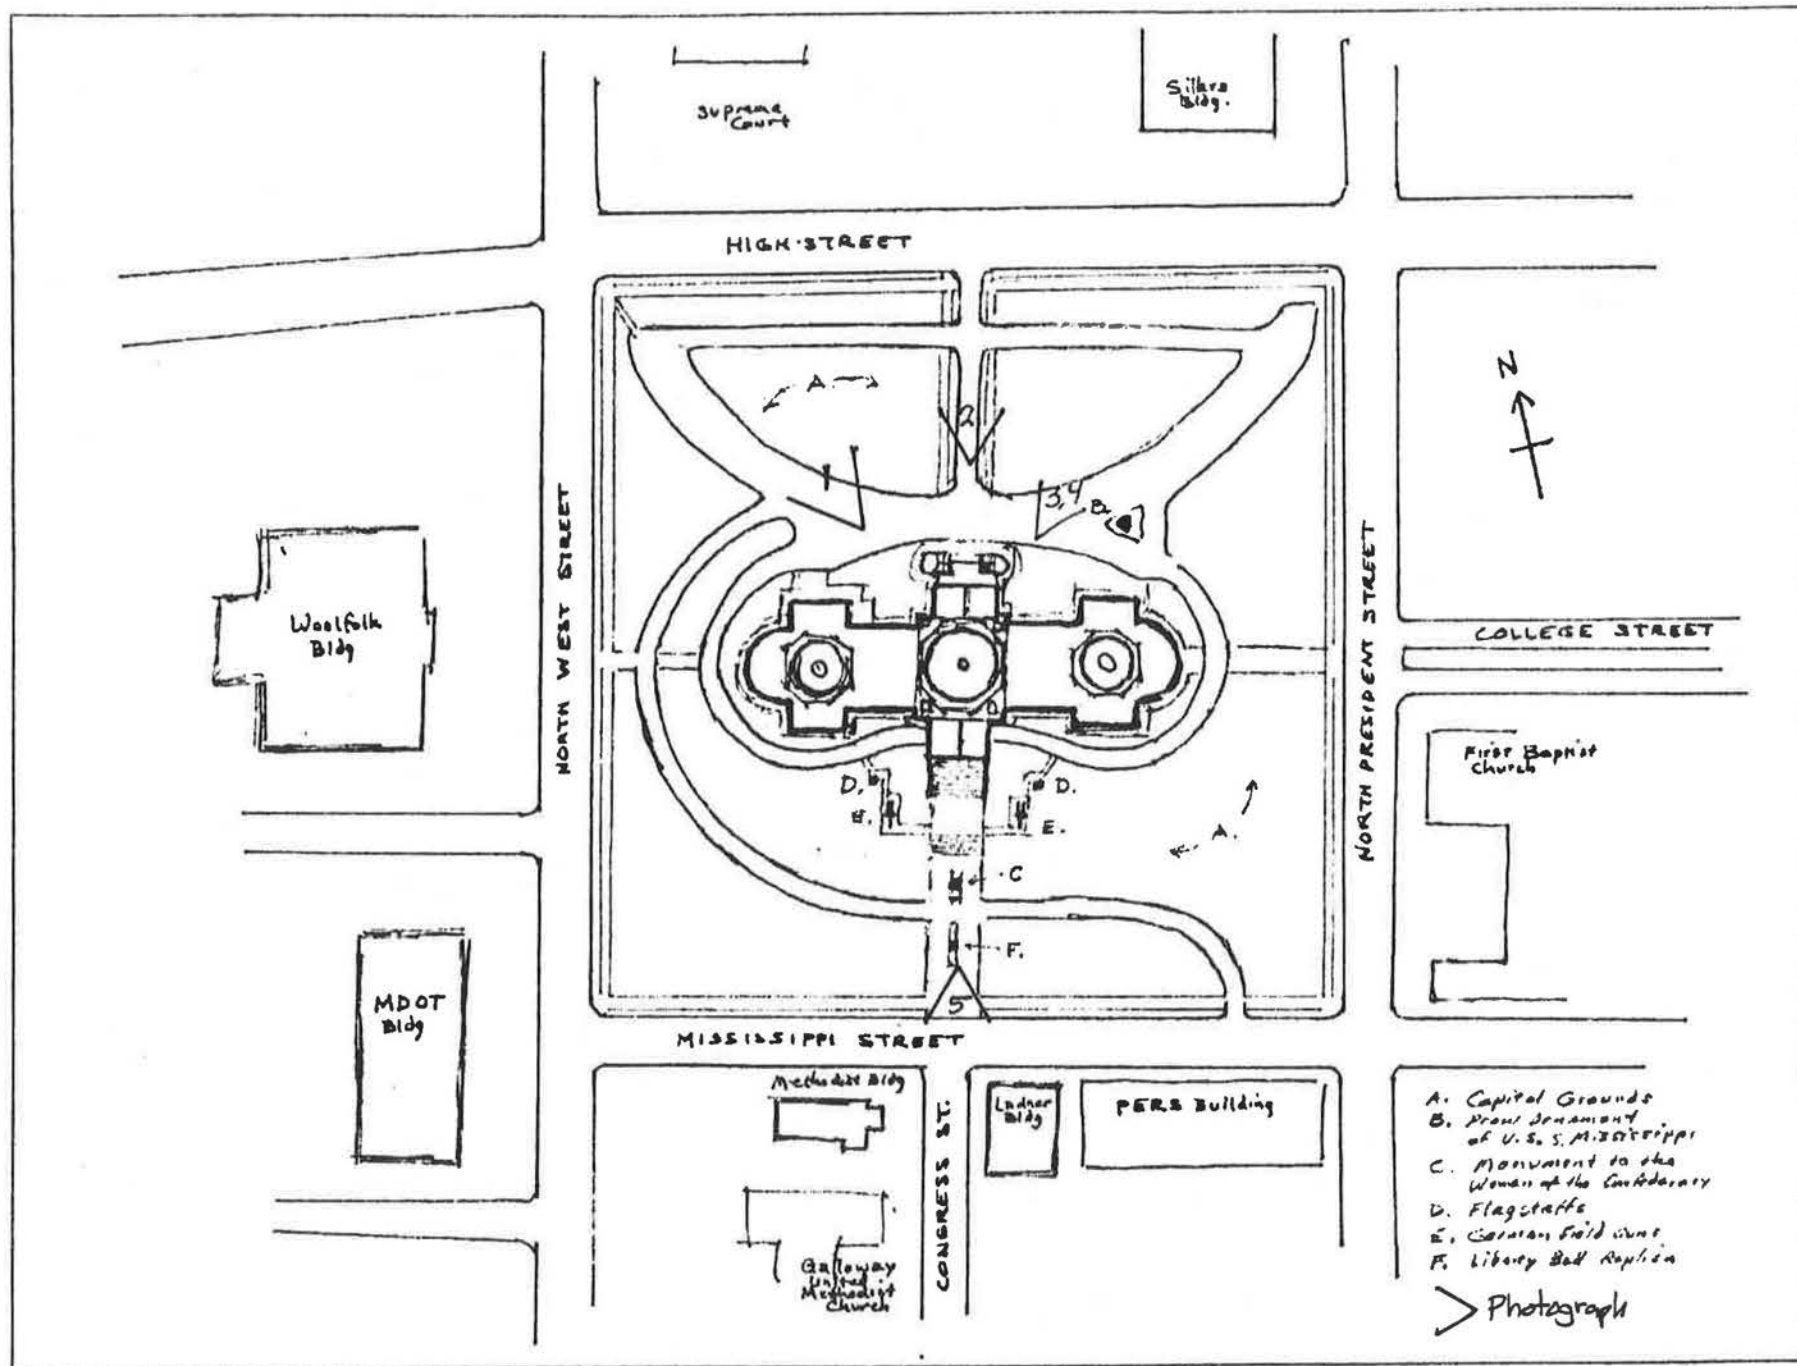 Supreme
Court
Sillers
Bldg.
HIGH STREET
A
N
2
1
3,4
B.
NORTH WEST STREET
Woolfolk
Bldg
NORTH PRESIDENT STREET
COLLEGE STREET
First Baptist
Church
D.
D.
E.
E.
A.
C
F.
5
MDOT
Bldg
MISSISSIPPI STREET
Methodist Bldg
CONGRESS ST.
Ladner
Bldg
PERS Building
Galloway
United
Methodist
Church
A. Capitol Grounds
B. Prow Ornament
of U.S.S. Mississippi
C. Monument to the
Women of the Confederacy
D. Flagstaffs
E. German Field Guns
F. Liberty Bell Replica
Photograph